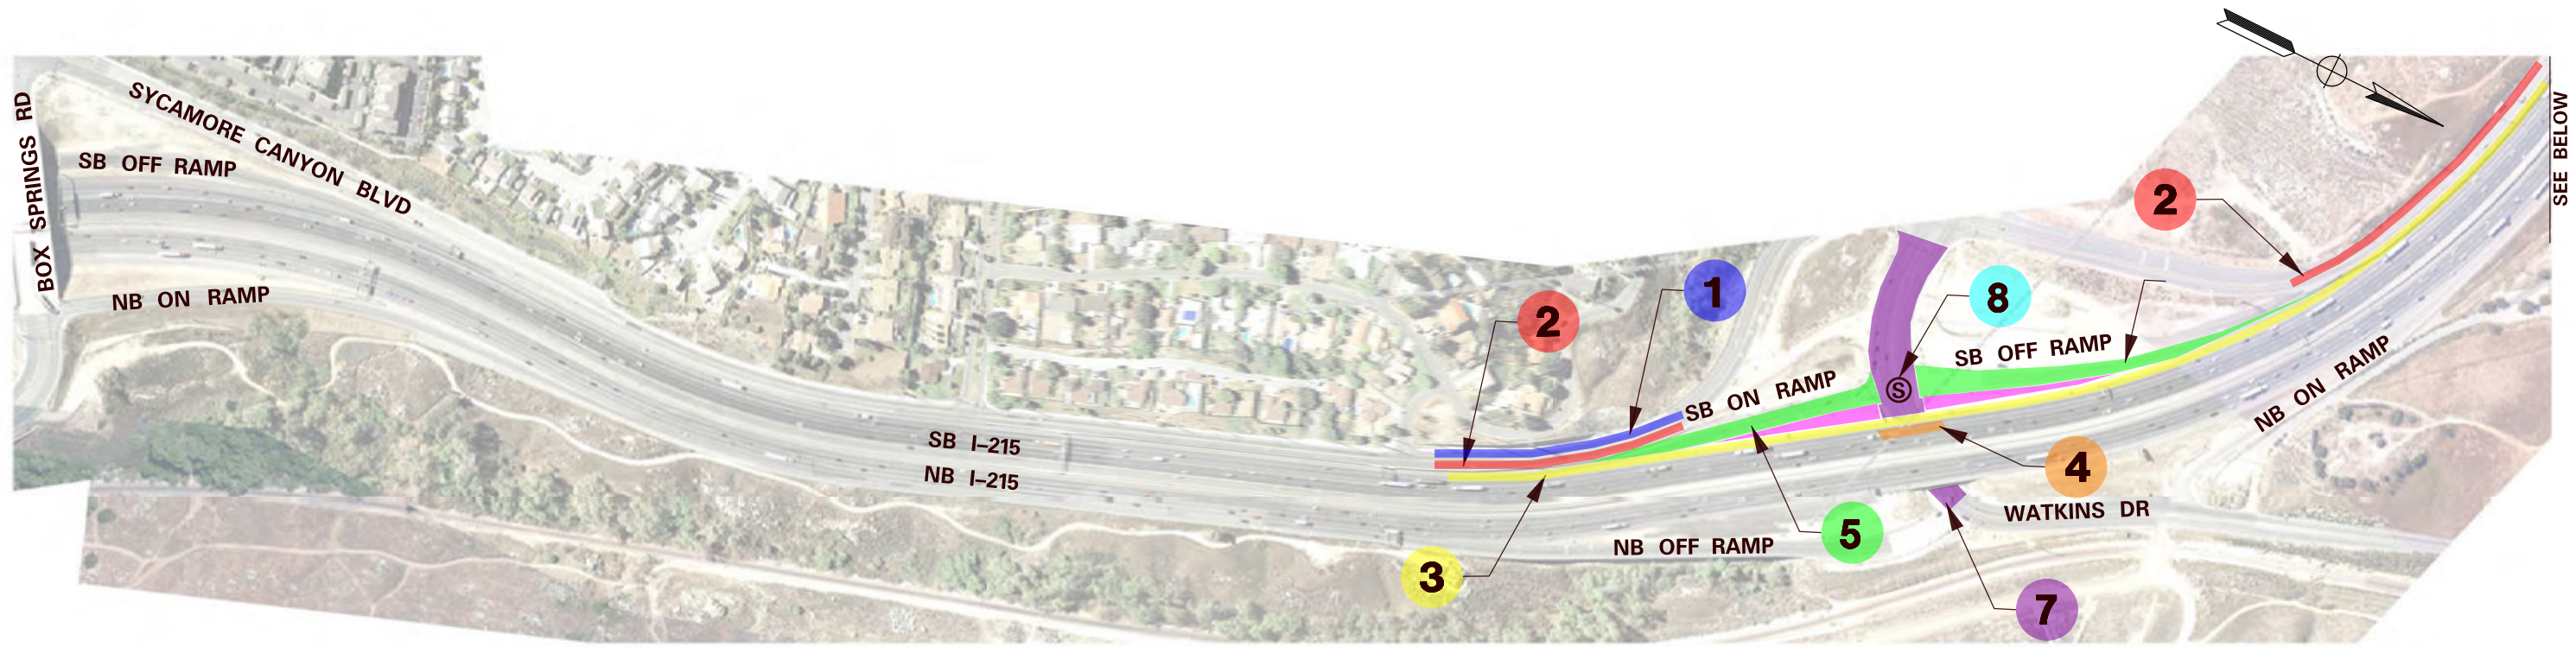 BOX SPRINGS RD
SYCAMORE CANYON BLVD
SB OFF RAMP
NB ON RAMP
SB I-215
NB I-215
2
1
3
SB ON RAMP
NB OFF RAMP
5
8
S
SB OFF RAMP
4
WATKINS DR
7
2
NB ON RAMP
SEE BELOW